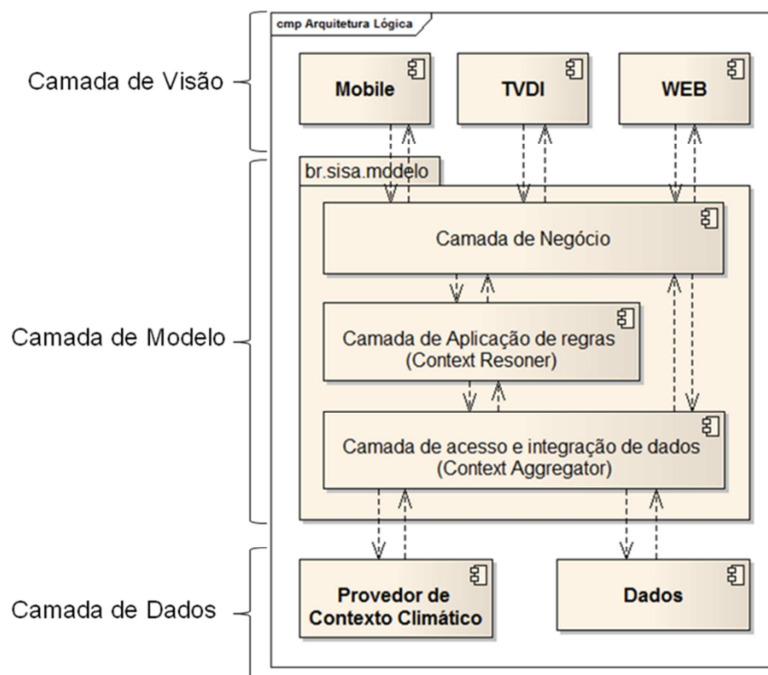 cmp Arquitetura Lógica
Camada de Visão
Mobile
TVDI
WEB
br.sisa.modelo
Camada de Negócio
Camada de Modelo
Camada de Aplicação de regras
(Context Resoner)
Camada de acesso e integração de dados
(Context Aggregator)
Camada de Dados
Provedor de
Contexto Climático
Dados